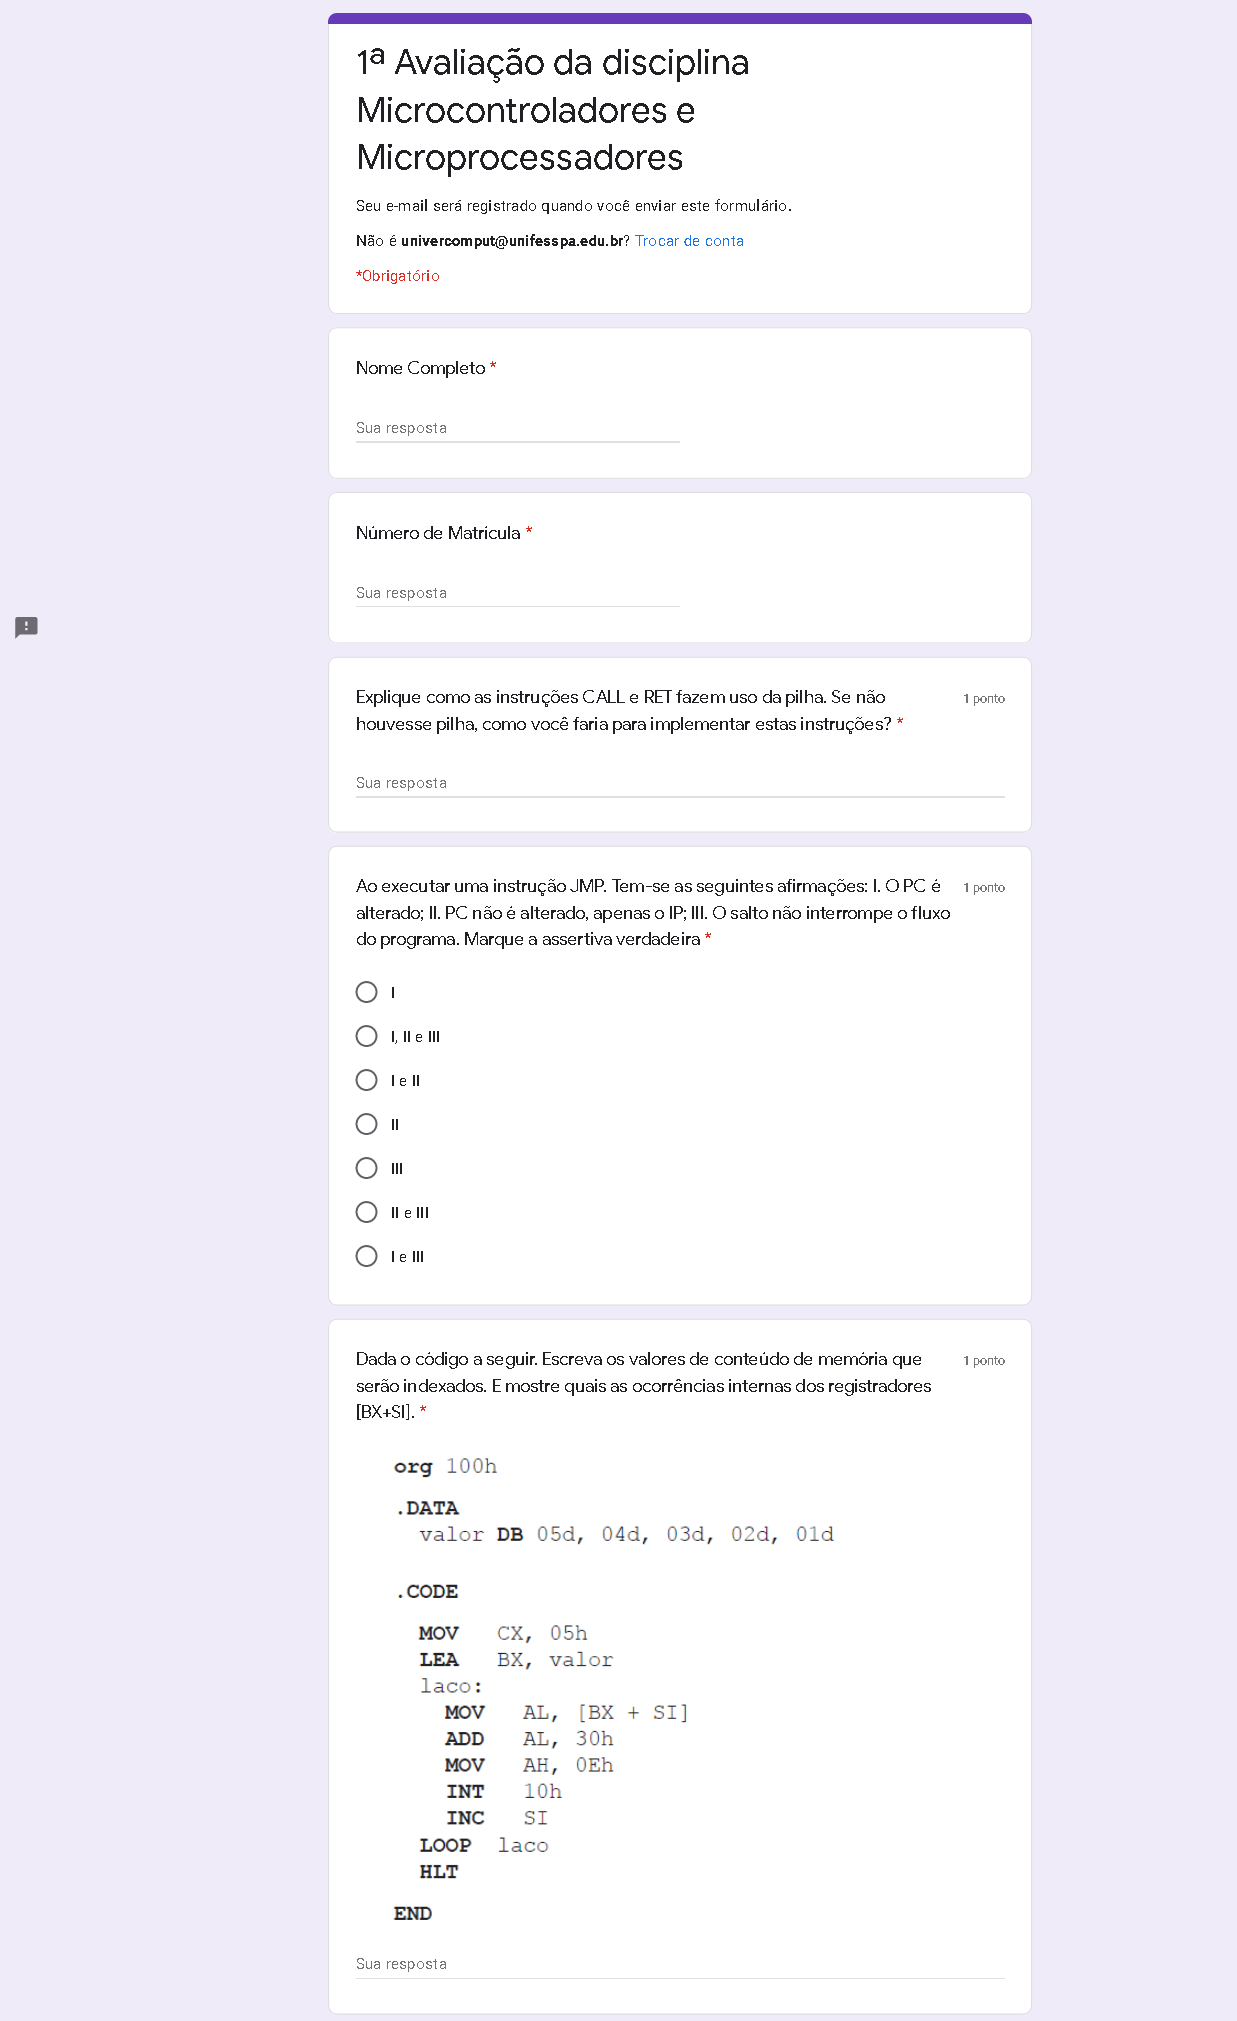 1ª Avaliação da disciplina
Microcontroladores e
Microprocessadores
Seu e-mail será registrado quando você enviar este formulário.
Não é univercomput@unifesspa.edu.br? Trocar de conta
*Obrigatório
Nome Completo *
Sua resposta
Número de Matrícula *
Sua resposta
Explique como as instruções CALL e RET fazem uso da pilha. Se não
houvesse pilha, como você faria para implementar estas instruções? *
1 ponto
Sua resposta
Ao executar uma instrução JMP. Tem-se as seguintes afirmações: I. O PC é
alterado; II. PC não é alterado, apenas o IP; III. O salto não interrompe o fluxo
do programa. Marque a assertiva verdadeira *
1 ponto
I
I, II e III
I e II
II
III
II e III
I e III
Dada o código a seguir. Escreva os valores de conteúdo de memória que
serão indexados. E mostre quais as ocorrências internas dos registradores
[BX+SI]. *
1 ponto
org 100h
.DATA
valor DB 05d, 04d, 03d, 02d, 01d
.CODE
MOV CX, 05h
LEA BX, valor
laco:
MOV AL, [BX + SI]
ADD AL, 30h
MOV AH, 0Eh
INT 10h
INC SI
LOOP laco
HLT
END
Sua resposta